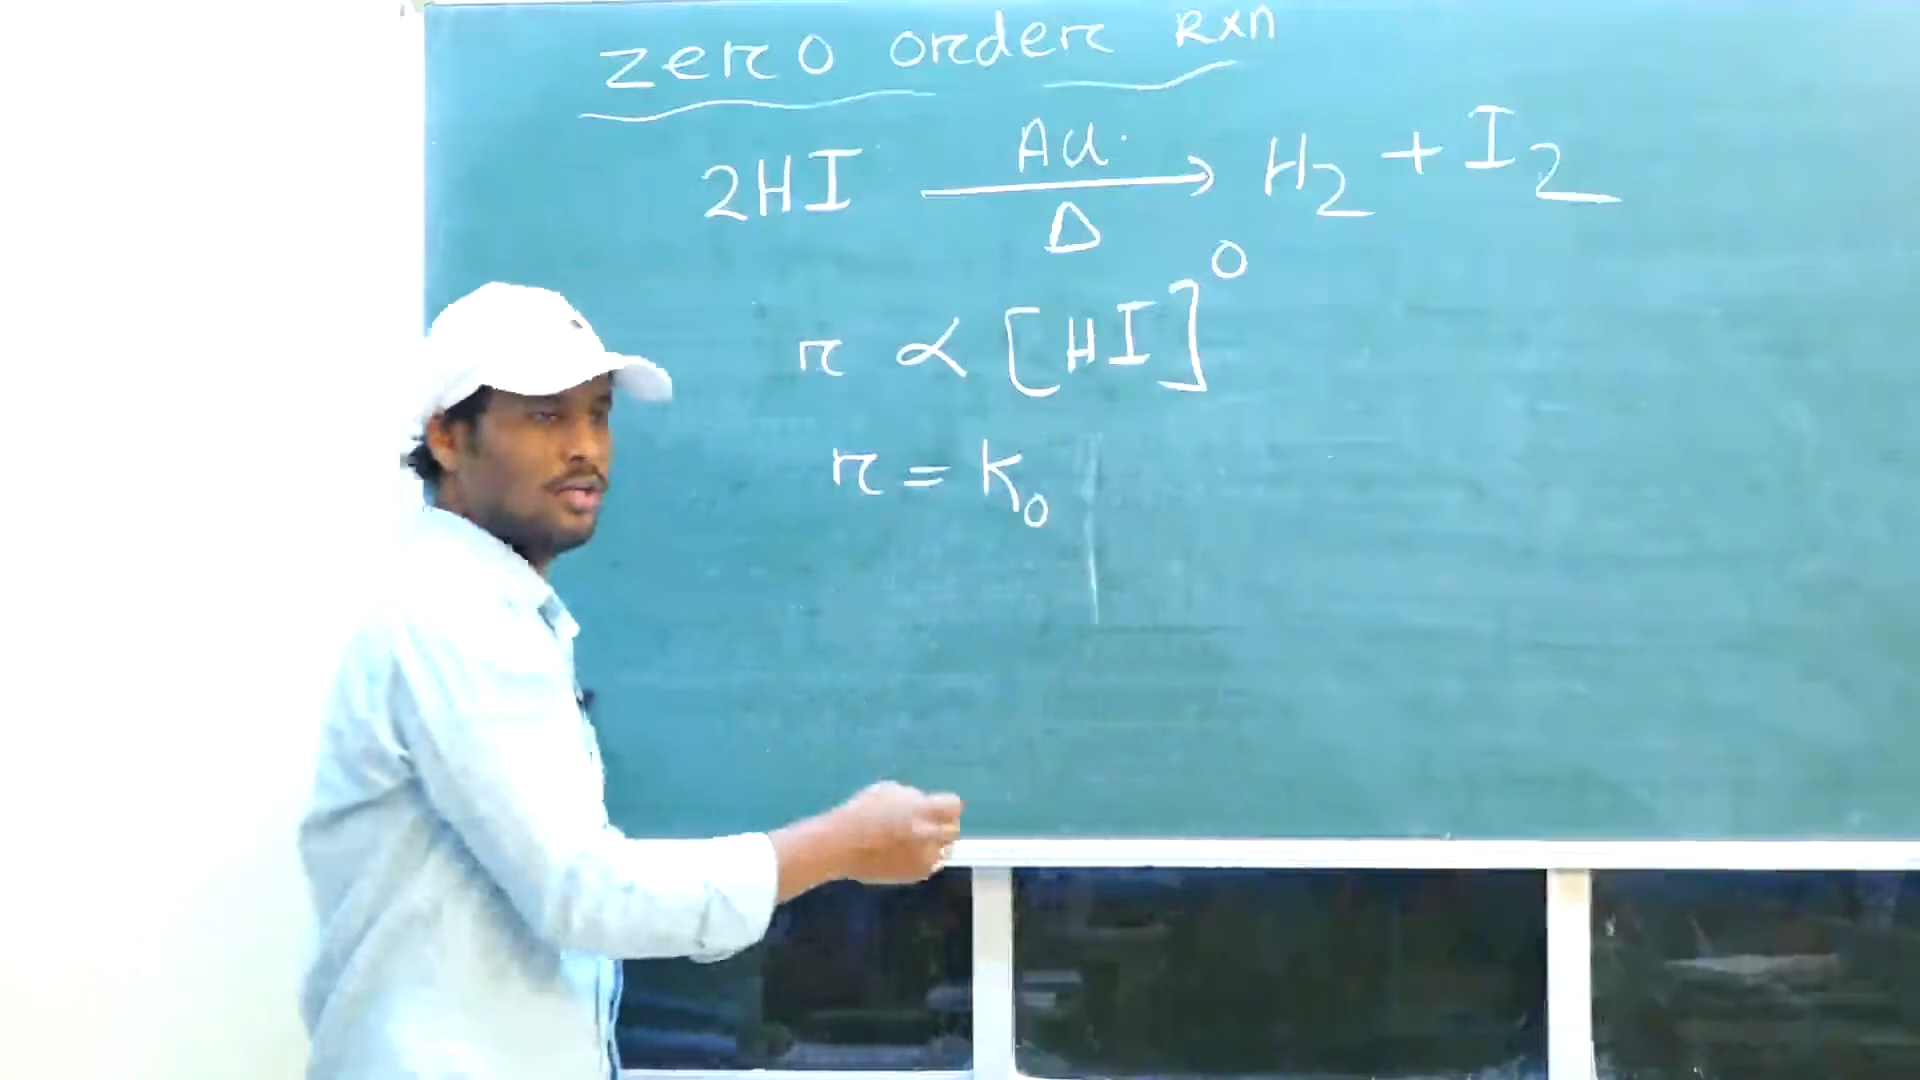 zero order Rxn
2HI —Au./Δ→ H₂ + I₂
r ∝ [HI]⁰
r = K₀